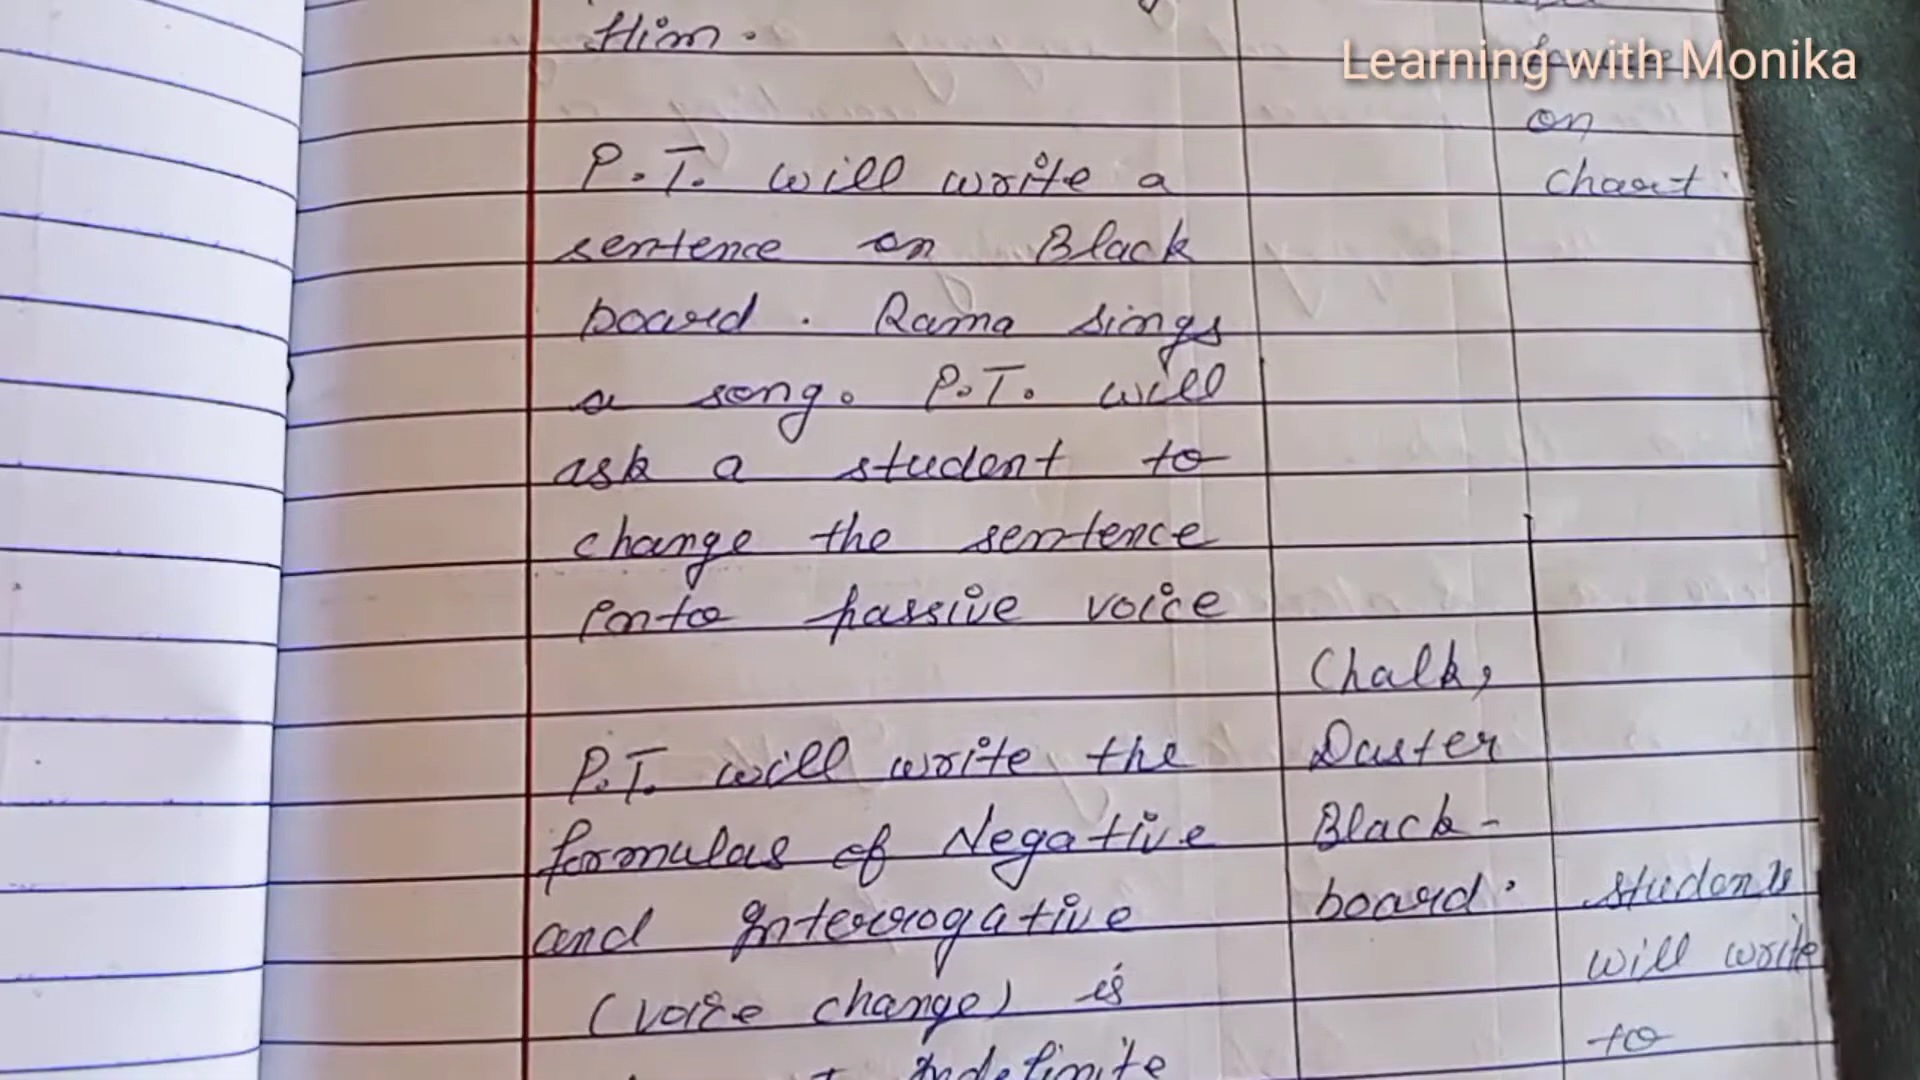 Him.
Learning with Monika
on
chart.
P.T. will write a
sentence on Black
board. Rama sings
a song. P.T. will
ask a student to
change the sentence
into passive voice
Chalk,
P.T. will write the
Duster
formulas of Negative
Black-
and Interrogative
board.
students
(voice change) is
will write
Indefinite
to